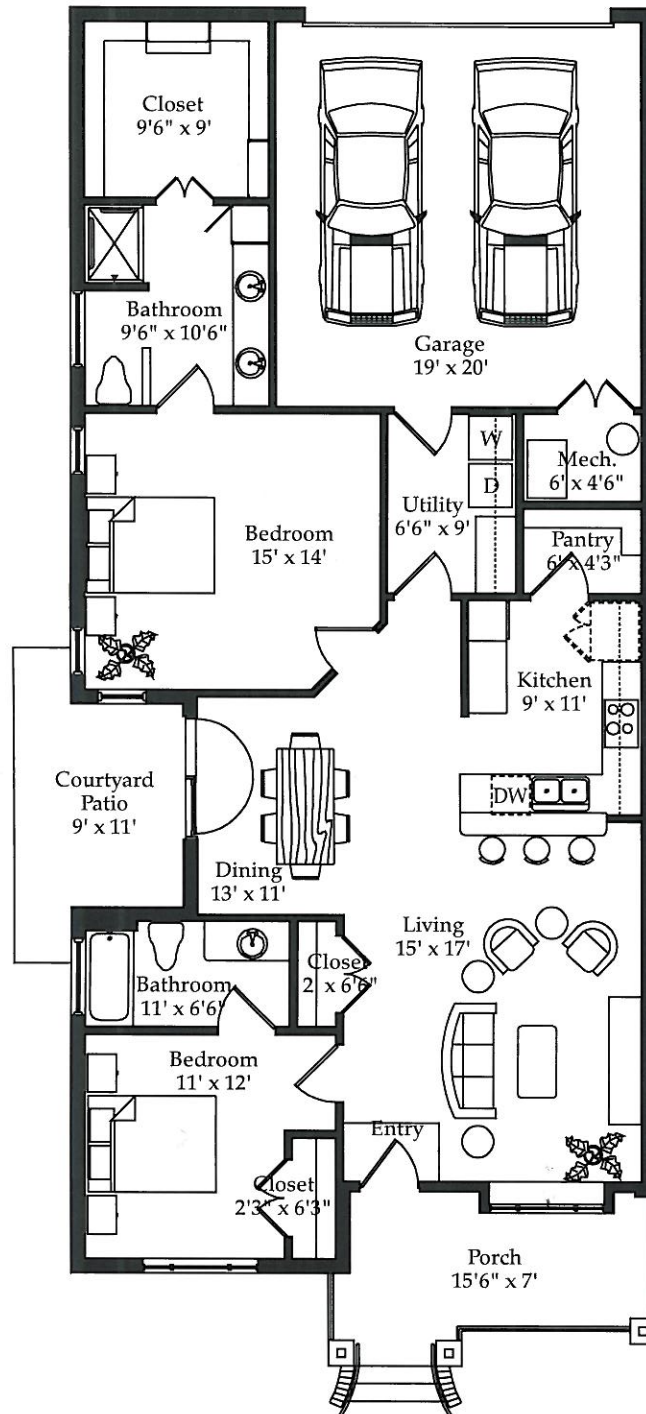 Closet
9'6" x 9'
Bathroom
9'6" x 10'6"
Garage
19' x 20'
W
D
Mech.
6' x 4'6"
Utility
6'6" x 9'
Pantry
6' x 4'3"
Bedroom
15' x 14'
Kitchen
9' x 11'
Courtyard
Patio
9' x 11'
DW
Dining
13' x 11'
Living
15' x 17'
Closet
2' x 6'6"
Bathroom
11' x 6'6"
Bedroom
11' x 12'
Entry
Closet
2'3" x 6'3"
Porch
15'6" x 7'